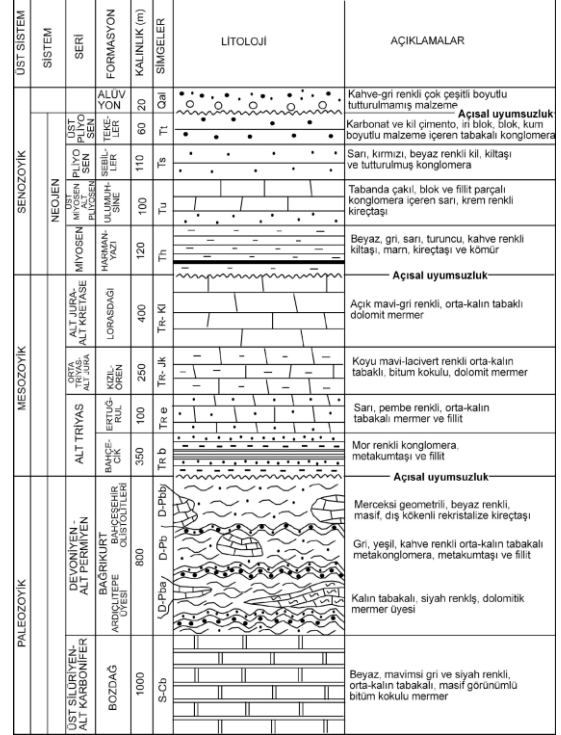 ÜST SİSTEM
SİSTEM
SERİ
FORMASYON
KALINLIK (m)
SİMGELER
LİTOLOJİ
AÇIKLAMALAR
SENOZOYİK
NEOJEN
ALÜV
YON
20
Qal
Kahve-gri renkli çok çeşitli boyutlu
tutturulmamış malzeme
Açısal uyumsuzluk
ÜST
PLİYO
SEN
TEKE-
LER
60
Tt
Karbonat ve kil çimento, iri blok, blok, kum
boyutlu malzeme içeren tabakalı konglomera
PLİYO
SEN
SEBİL-
LER
110
Ts
Sarı, kırmızı, beyaz renkli kil, kiltaşı
ve tutturulmuş konglomera
ÜST
MİYOSEN
ALT
PLİYOSEN
ULUMUH-
SİNE
100
Tu
Tabanda çakıl, blok ve fillit parçalı
konglomera içeren sarı, krem renkli
kireçtaşı
MİYOSEN
HARMAN-
YAZI
120
Th
Beyaz, gri, sarı, turuncu, kahve renkli
kiltaşı, marn, kireçtaşı ve kömür
Açısal uyumsuzluk
MESOZOYİK
ALT JURA-
ALT KRETASE
LORASDAĞI
400
TR- Kl
Açık mavi-gri renkli, orta-kalın tabaklı
dolomit mermer
ORTA
TRİYAS-
ALT JURA
KIZIL-
ÖREN
250
TR- Jk
Koyu mavi-lacivert renkli orta-kalın
tabaklı, bitum kokulu, dolomit mermer
ALT TRİYAS
ERTUĞ-
RUL
100
TR e
Sarı, pembe renkli, orta-kalın
tabakalı mermer ve fillit
BAHÇE-
CİK
350
TR b
Mor renkli konglomera,
metakumtaşı ve fillit
Açısal uyumsuzluk
PALEOZOYİK
DEVONİYEN -
ALT PERMİYEN
BAĞRIKURT
BAHÇEŞEHİR
OLİSTOLİTLERİ
ARDIÇLITEPE
ÜYESİ
800
D-Pbb
Merceksi geometrili, beyaz renkli,
masif, dış kökenli rekristalize kireçtaşı
D-Pb
Gri, yeşil, kahve renkli orta-kalın tabakalı
metakonglomera, metakumtaşı ve fillit
D-Pba
Kalın tabakalı, siyah renklş, dolomitik
mermer üyesi
ÜST SİLÜRİYEN-
ALT KARBONİFER
BOZDAĞ
1000
S-Cb
Beyaz, mavimsi gri ve siyah renkli,
orta-kalın tabakalı, masif görünümlü
bitüm kokulu mermer